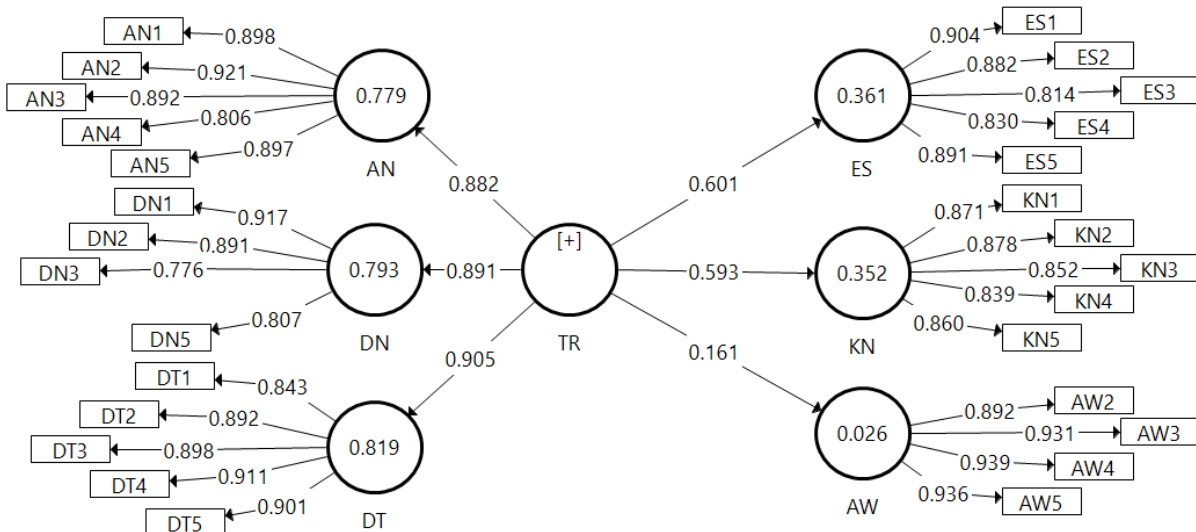 AN1
0.898
AN2
0.921
AN3
0.892
AN4
0.806
AN5
0.897
0.779
AN
0.882
DN1
0.917
DN2
0.891
DN3
0.776
DN5
0.807
0.793
DN
0.891
DT1
0.843
DT2
0.892
DT3
0.898
DT4
0.911
DT5
0.901
0.819
DT
0.905
[+]
TR
0.601
0.361
ES
0.904
ES1
0.882
ES2
0.814
ES3
0.830
ES4
0.891
ES5
0.593
0.352
KN
0.871
KN1
0.878
KN2
0.852
KN3
0.839
KN4
0.860
KN5
0.161
0.026
AW
0.892
AW2
0.931
AW3
0.939
AW4
0.936
AW5